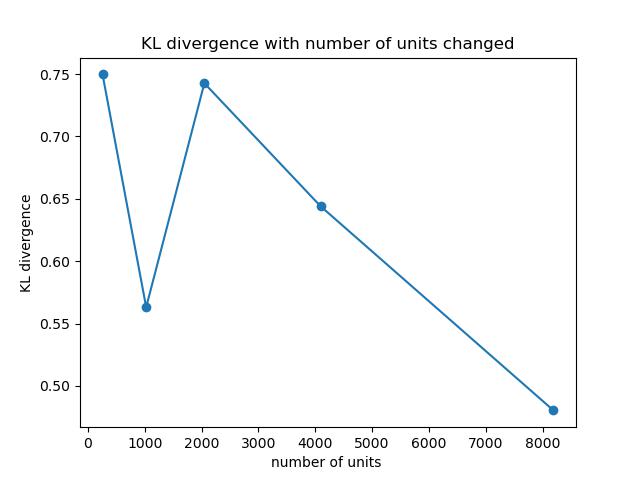 KL divergence with number of units changed
0.75
0.70
0.65
0.60
0.55
0.50
KL divergence
0 1000 2000 3000 4000 5000 6000 7000 8000
number of units